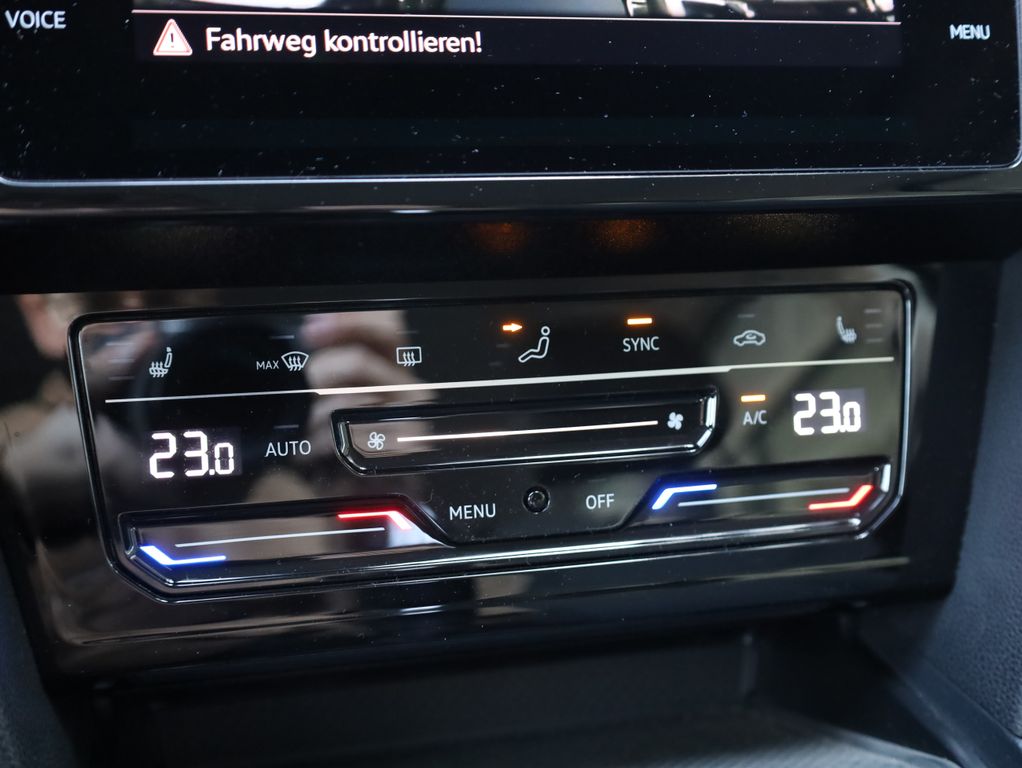 VOICE
MENU
Fahrweg kontrollieren!
MAX
SYNC
23.0
AUTO
A/C
23.0
MENU
OFF